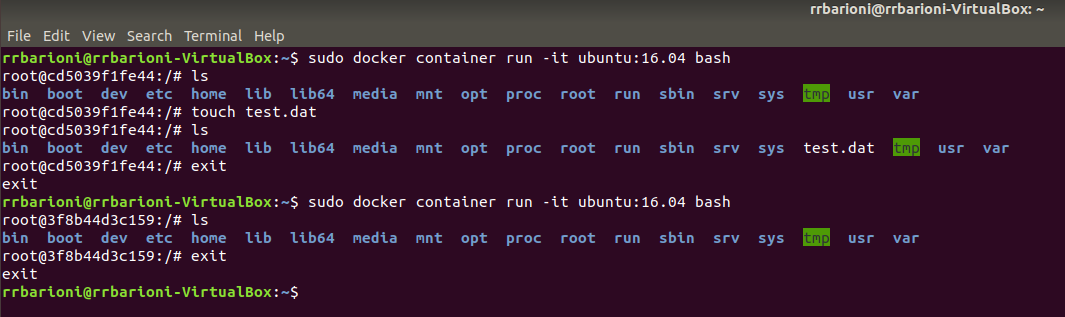 rrbarioni@rrbarioni-VirtualBox: ~
File Edit View Search Terminal Help
rrbarioni@rrbarioni-VirtualBox:~$ sudo docker container run -it ubuntu:16.04 bash
root@cd5039f1fe44:/# ls
bin boot dev etc home lib lib64 media mnt opt proc root run sbin srv sys tmp usr var
root@cd5039f1fe44:/# touch test.dat
root@cd5039f1fe44:/# ls
bin boot dev etc home lib lib64 media mnt opt proc root run sbin srv sys test.dat tmp usr var
root@cd5039f1fe44:/# exit
exit
rrbarioni@rrbarioni-VirtualBox:~$ sudo docker container run -it ubuntu:16.04 bash
root@3f8b44d3c159:/# ls
bin boot dev etc home lib lib64 media mnt opt proc root run sbin srv sys tmp usr var
root@3f8b44d3c159:/# exit
exit
rrbarioni@rrbarioni-VirtualBox:~$